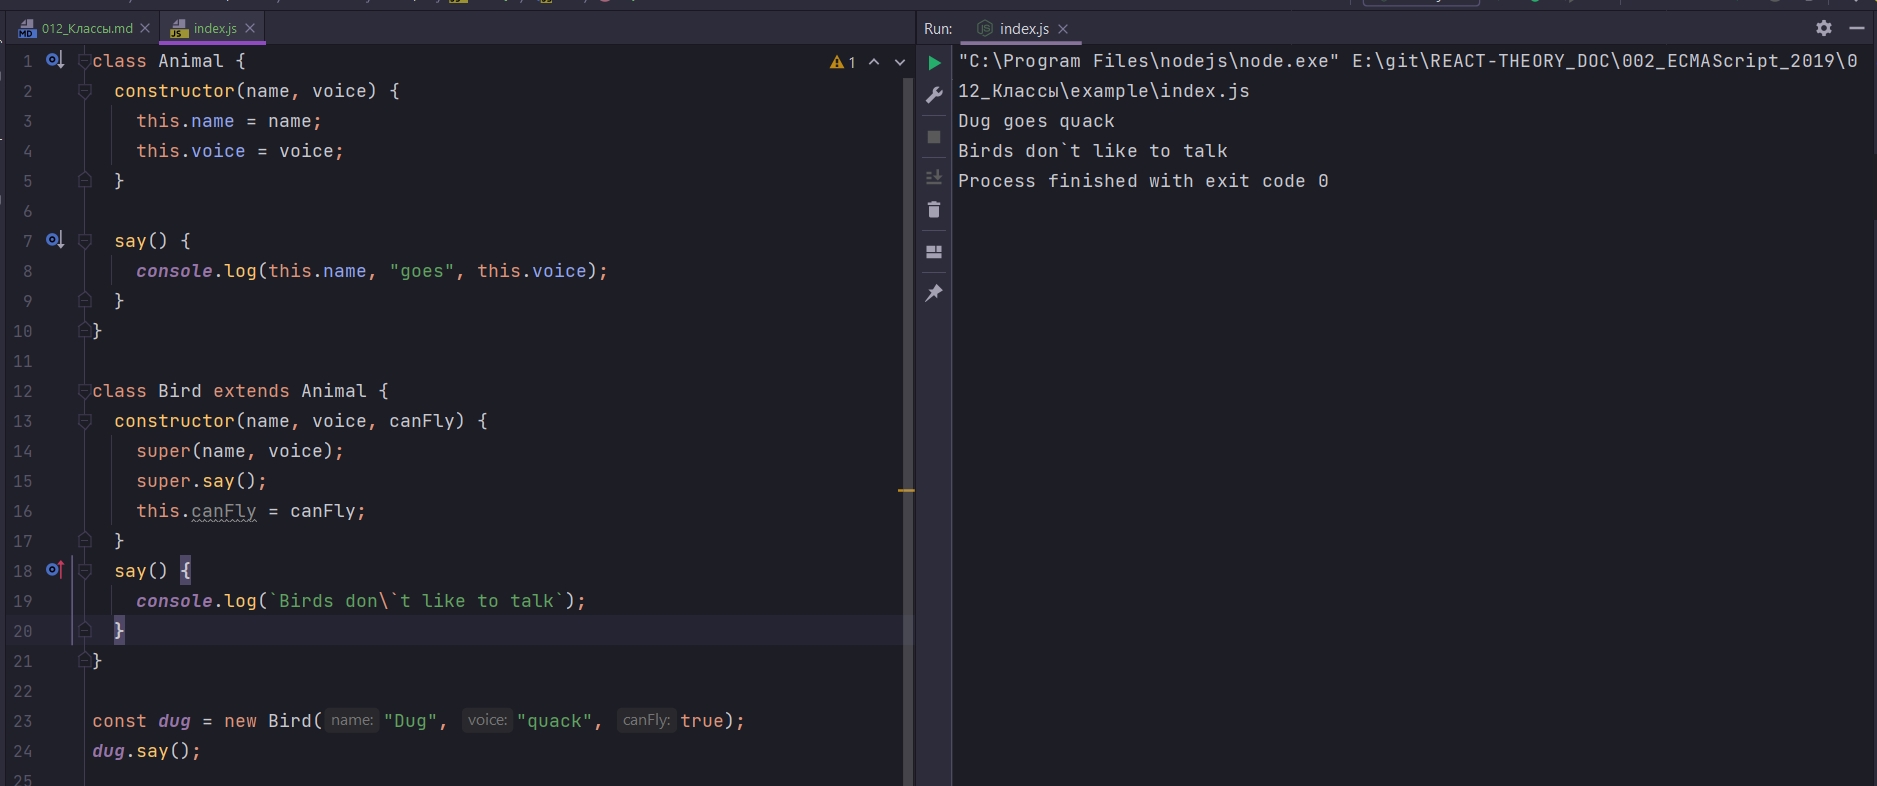 012_Классы.md
index.js
1 class Animal {
2 constructor(name, voice) {
3 this.name = name;
4 this.voice = voice;
5 }
6
7 say() {
8 console.log(this.name, "goes", this.voice);
9 }
10 }
11
12 class Bird extends Animal {
13 constructor(name, voice, canFly) {
14 super(name, voice);
15 super.say();
16 this.canFly = canFly;
17 }
18 say() {
19 console.log(`Birds don\`t like to talk`);
20 }
21 }
22
23 const dug = new Bird( name: "Dug", voice: "quack", canFly: true);
24 dug.say();
25
1
Run: index.js
"C:\Program Files\nodejs\node.exe" E:\git\REACT-THEORY_DOC\002_ECMAScript_2019\0
12_Классы\example\index.js
Dug goes quack
Birds don`t like to talk
Process finished with exit code 0